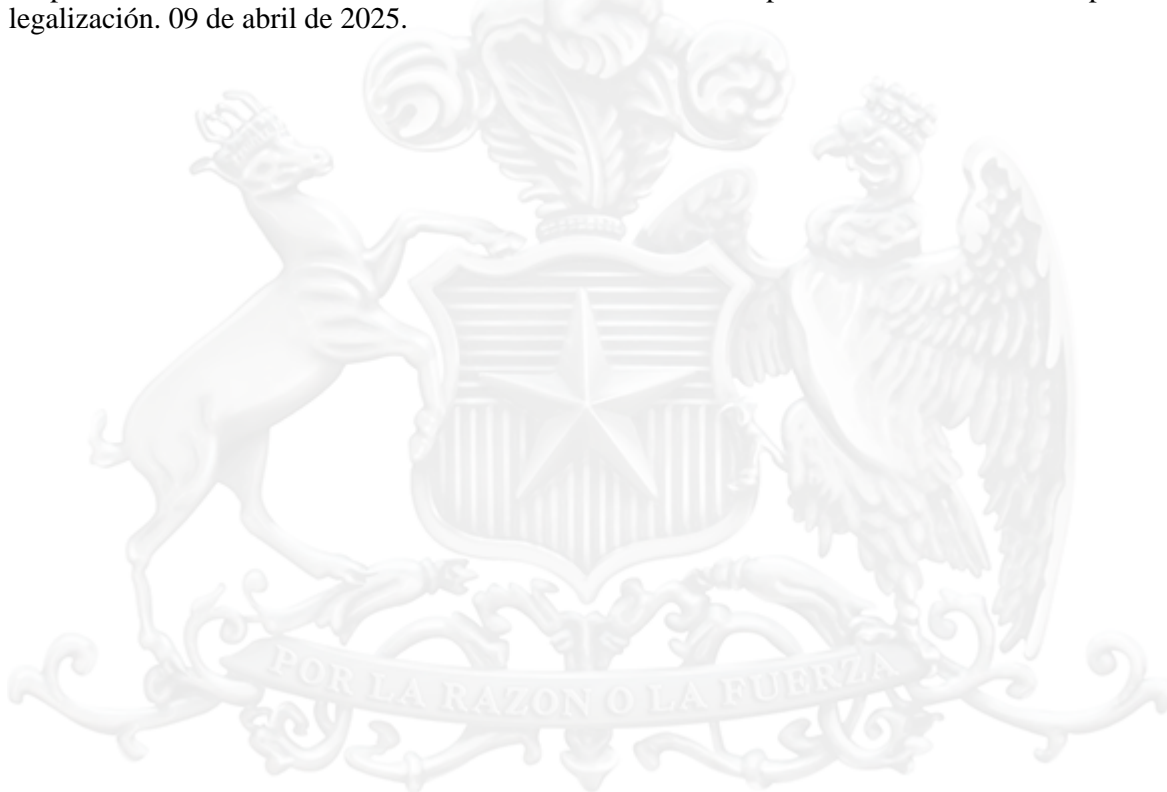 legalización. 09 de abril de 2025.
POR LA RAZON O LA FUERZA